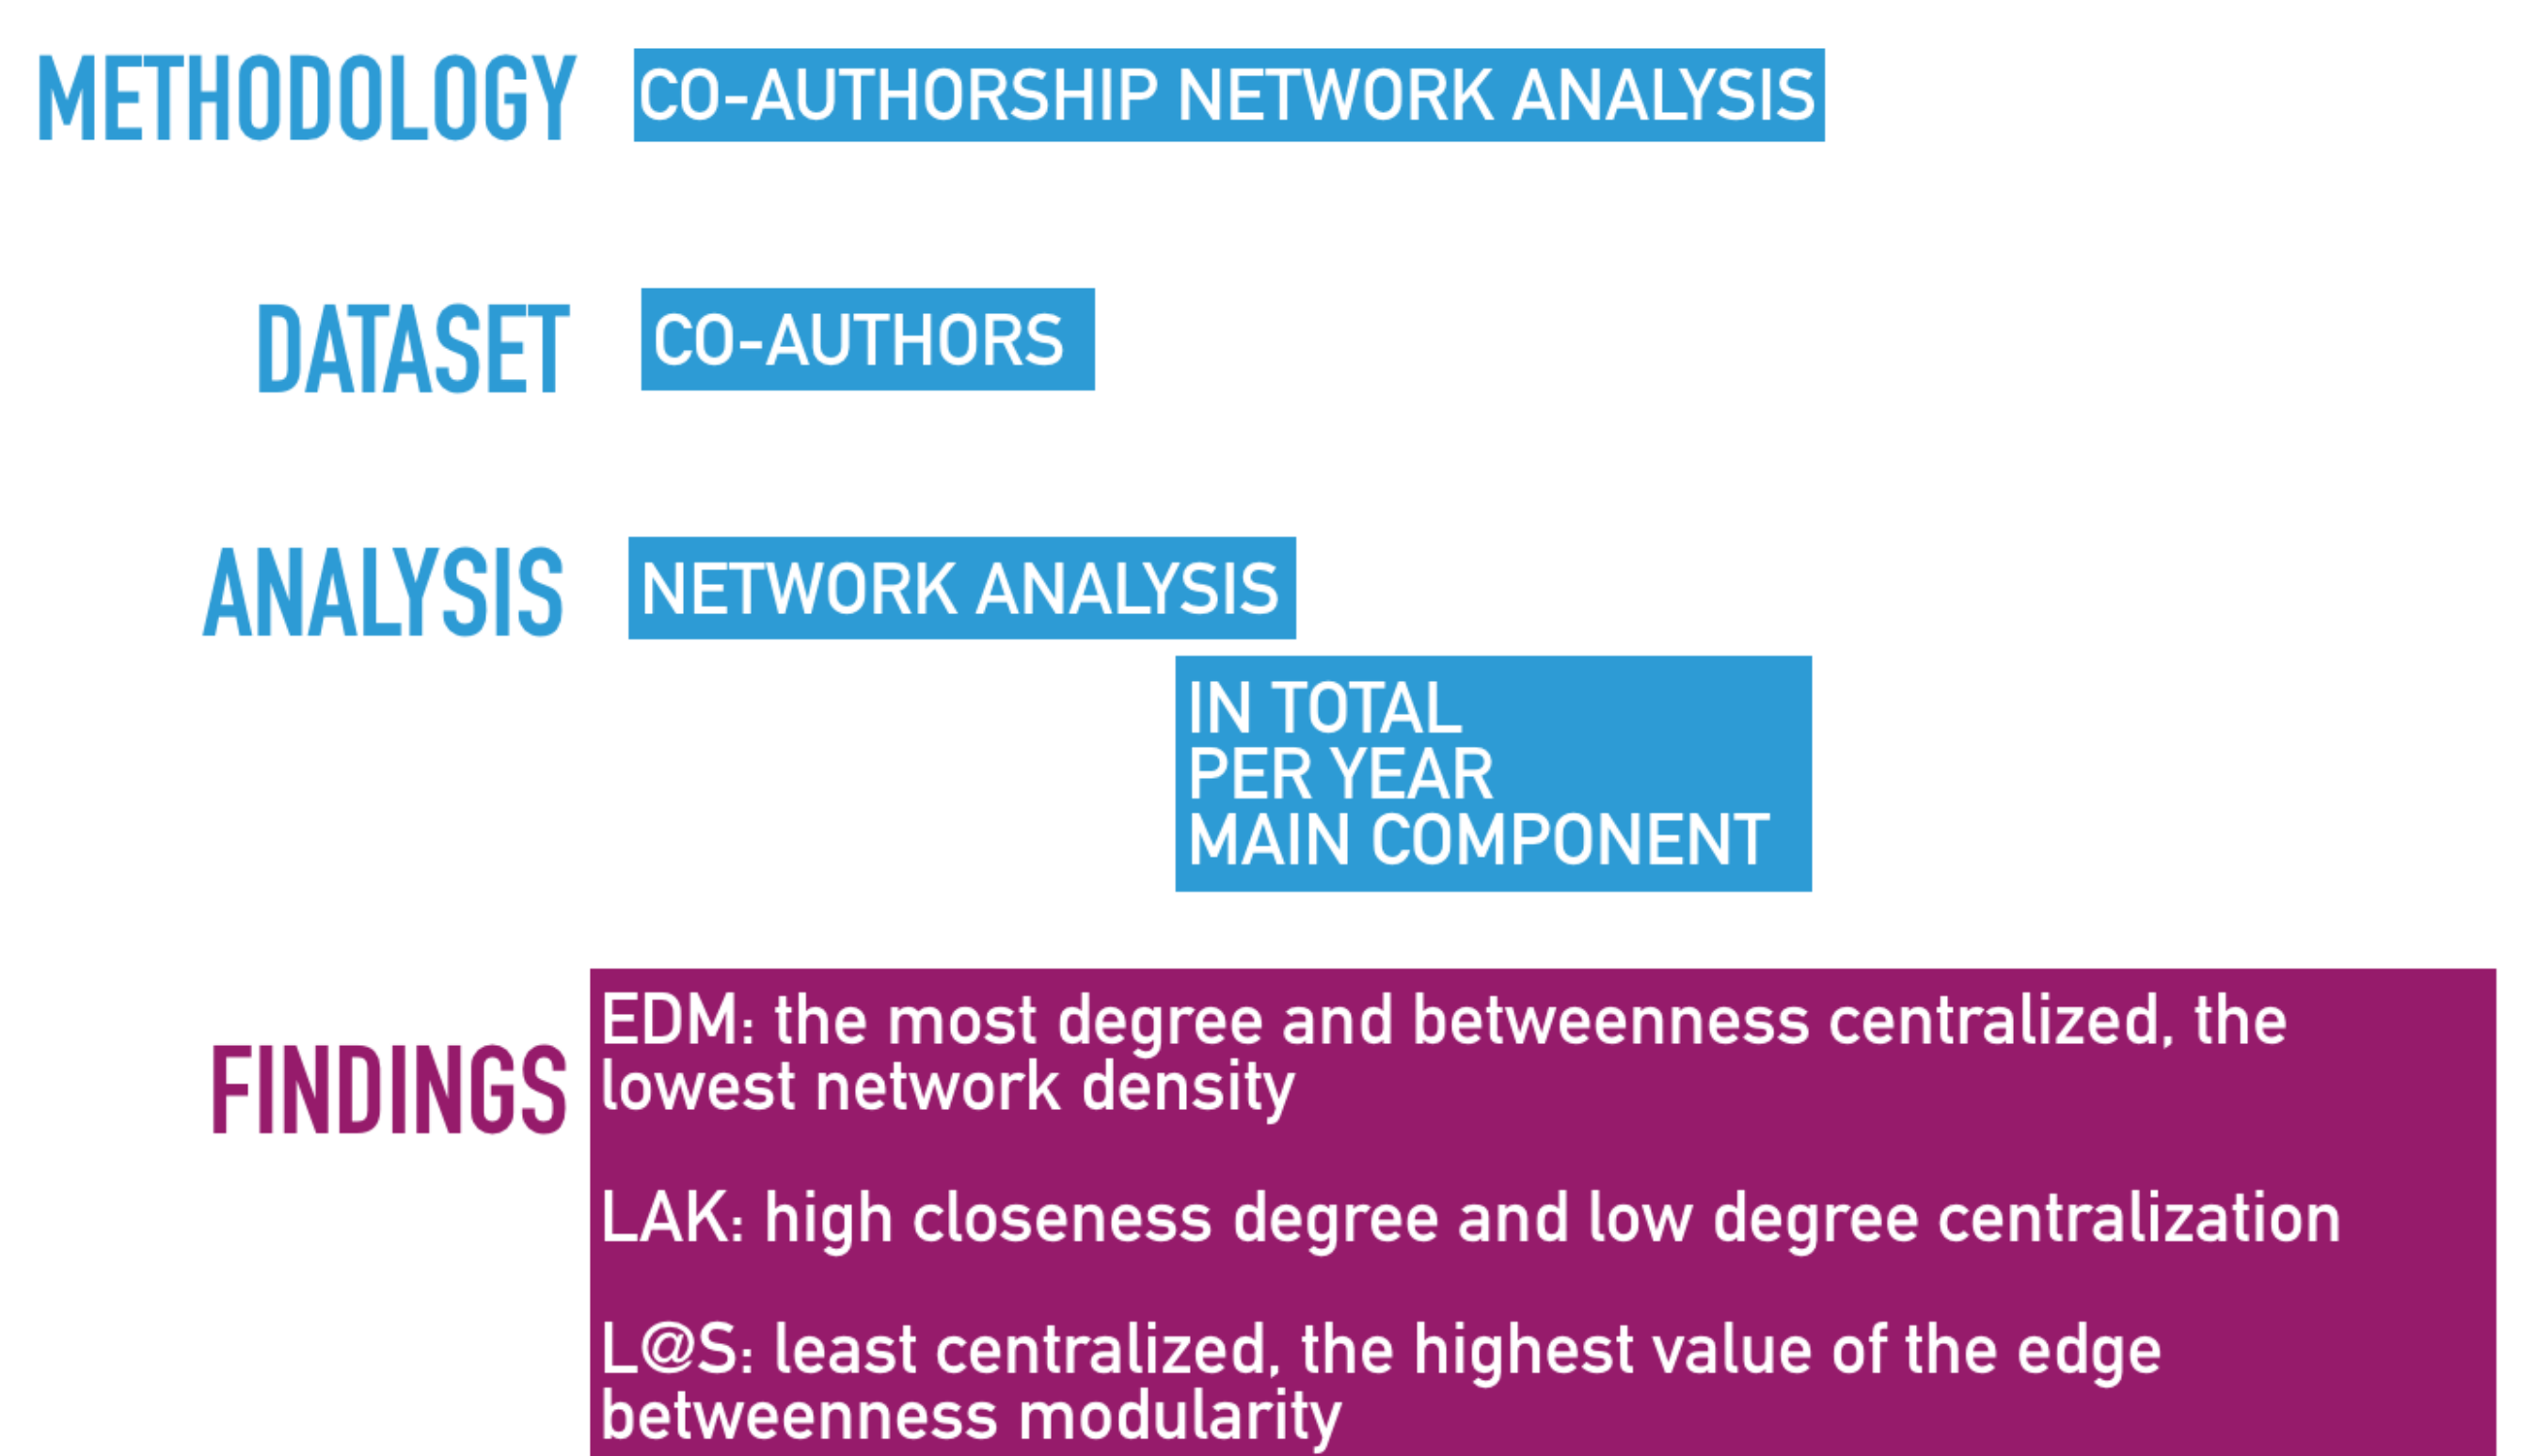 METHODOLOGY CO-AUTHORSHIP NETWORK ANALYSIS
DATASET CO-AUTHORS
ANALYSIS NETWORK ANALYSIS
IN TOTAL
PER YEAR
MAIN COMPONENT
FINDINGS
EDM: the most degree and betweenness centralized, the
lowest network density
LAK: high closeness degree and low degree centralization
L@S: least centralized, the highest value of the edge
betweenness modularity